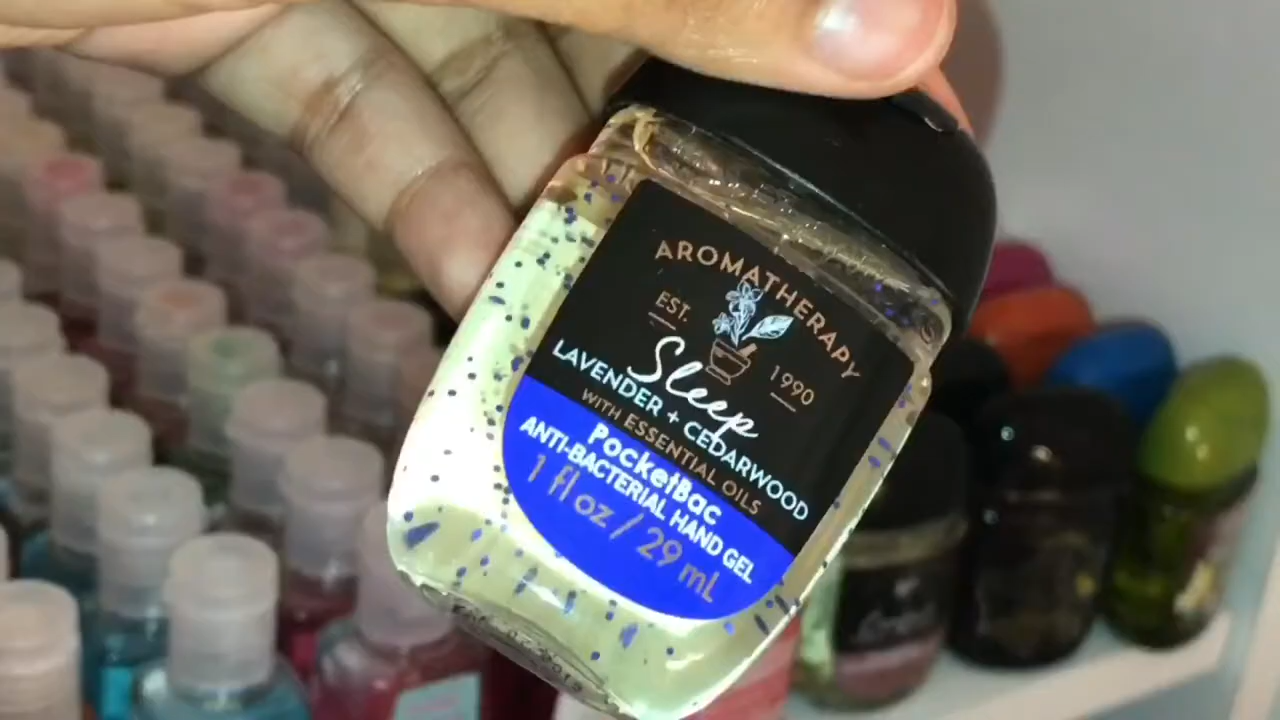 AROMATHERAPY
EST. 1990
Sleep
LAVENDER + CEDARWOOD
WITH ESSENTIAL OILS
PocketBac
ANTI-BACTERIAL HAND GEL
1 fl oz / 29 mL